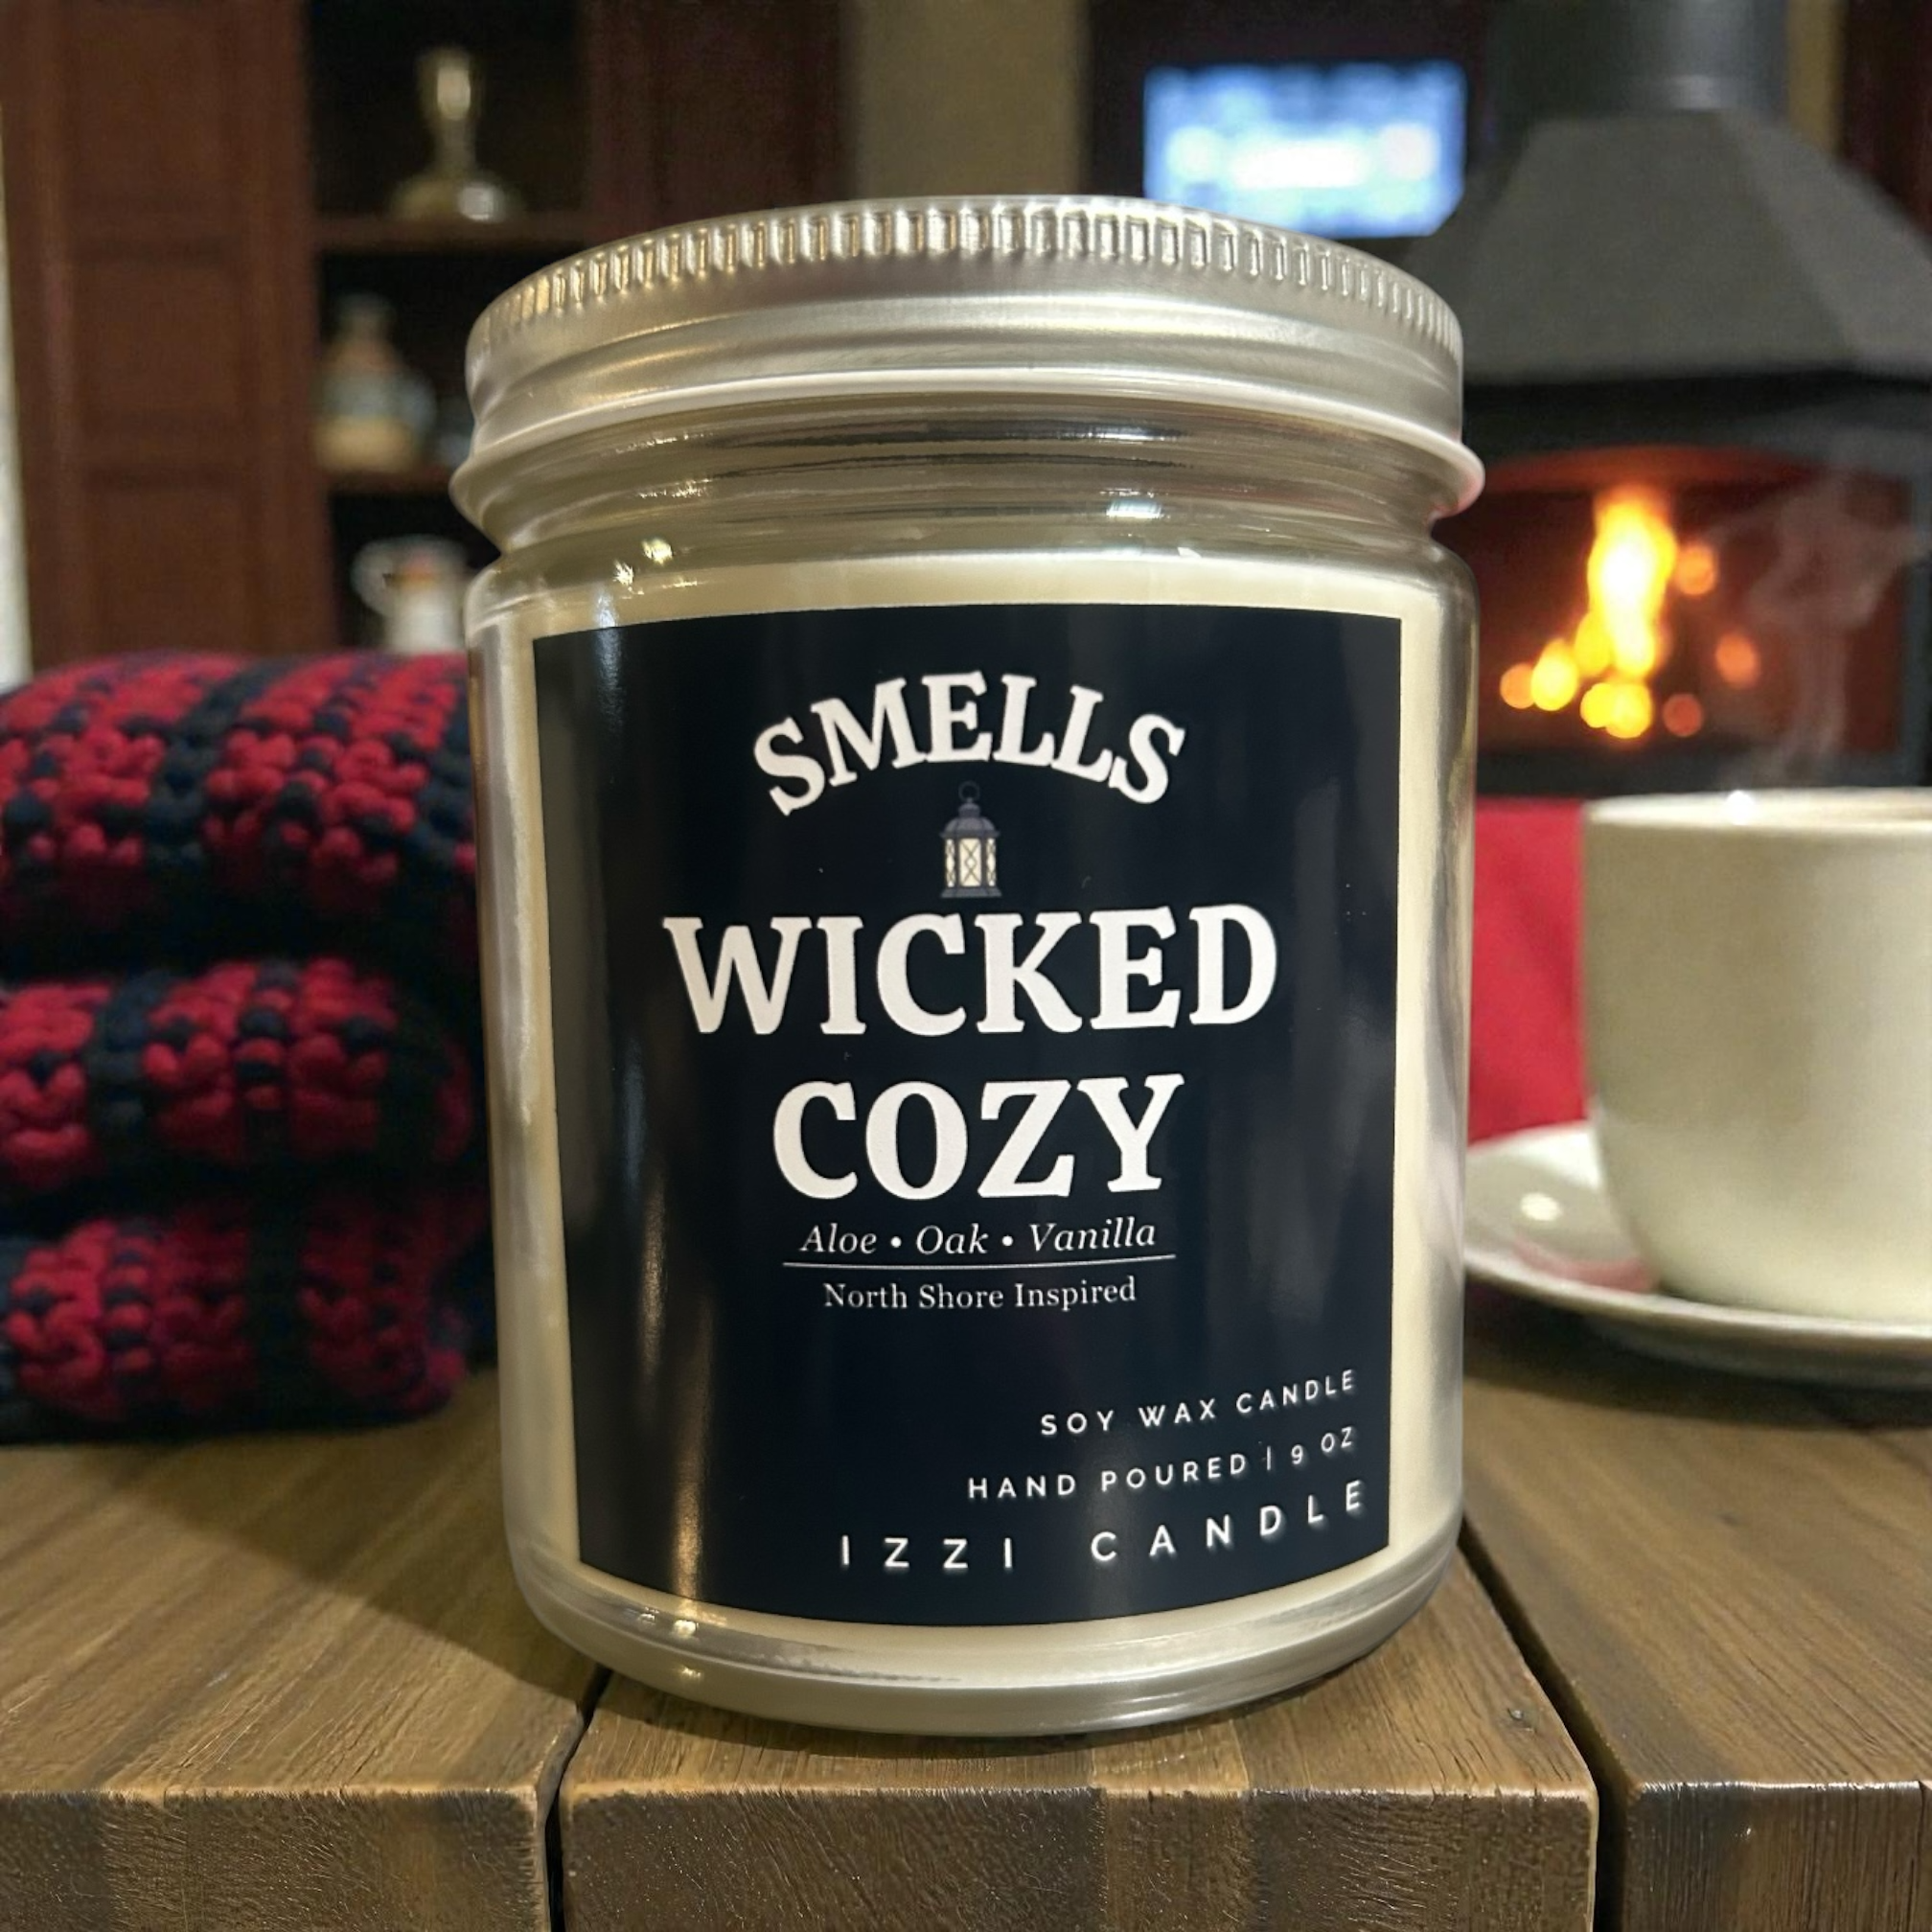 SMELLS
WICKED
COZY
Aloe • Oak • Vanilla
North Shore Inspired
SOY WAX CANDLE
HAND POURED | 9 OZ
IZZI CANDLE